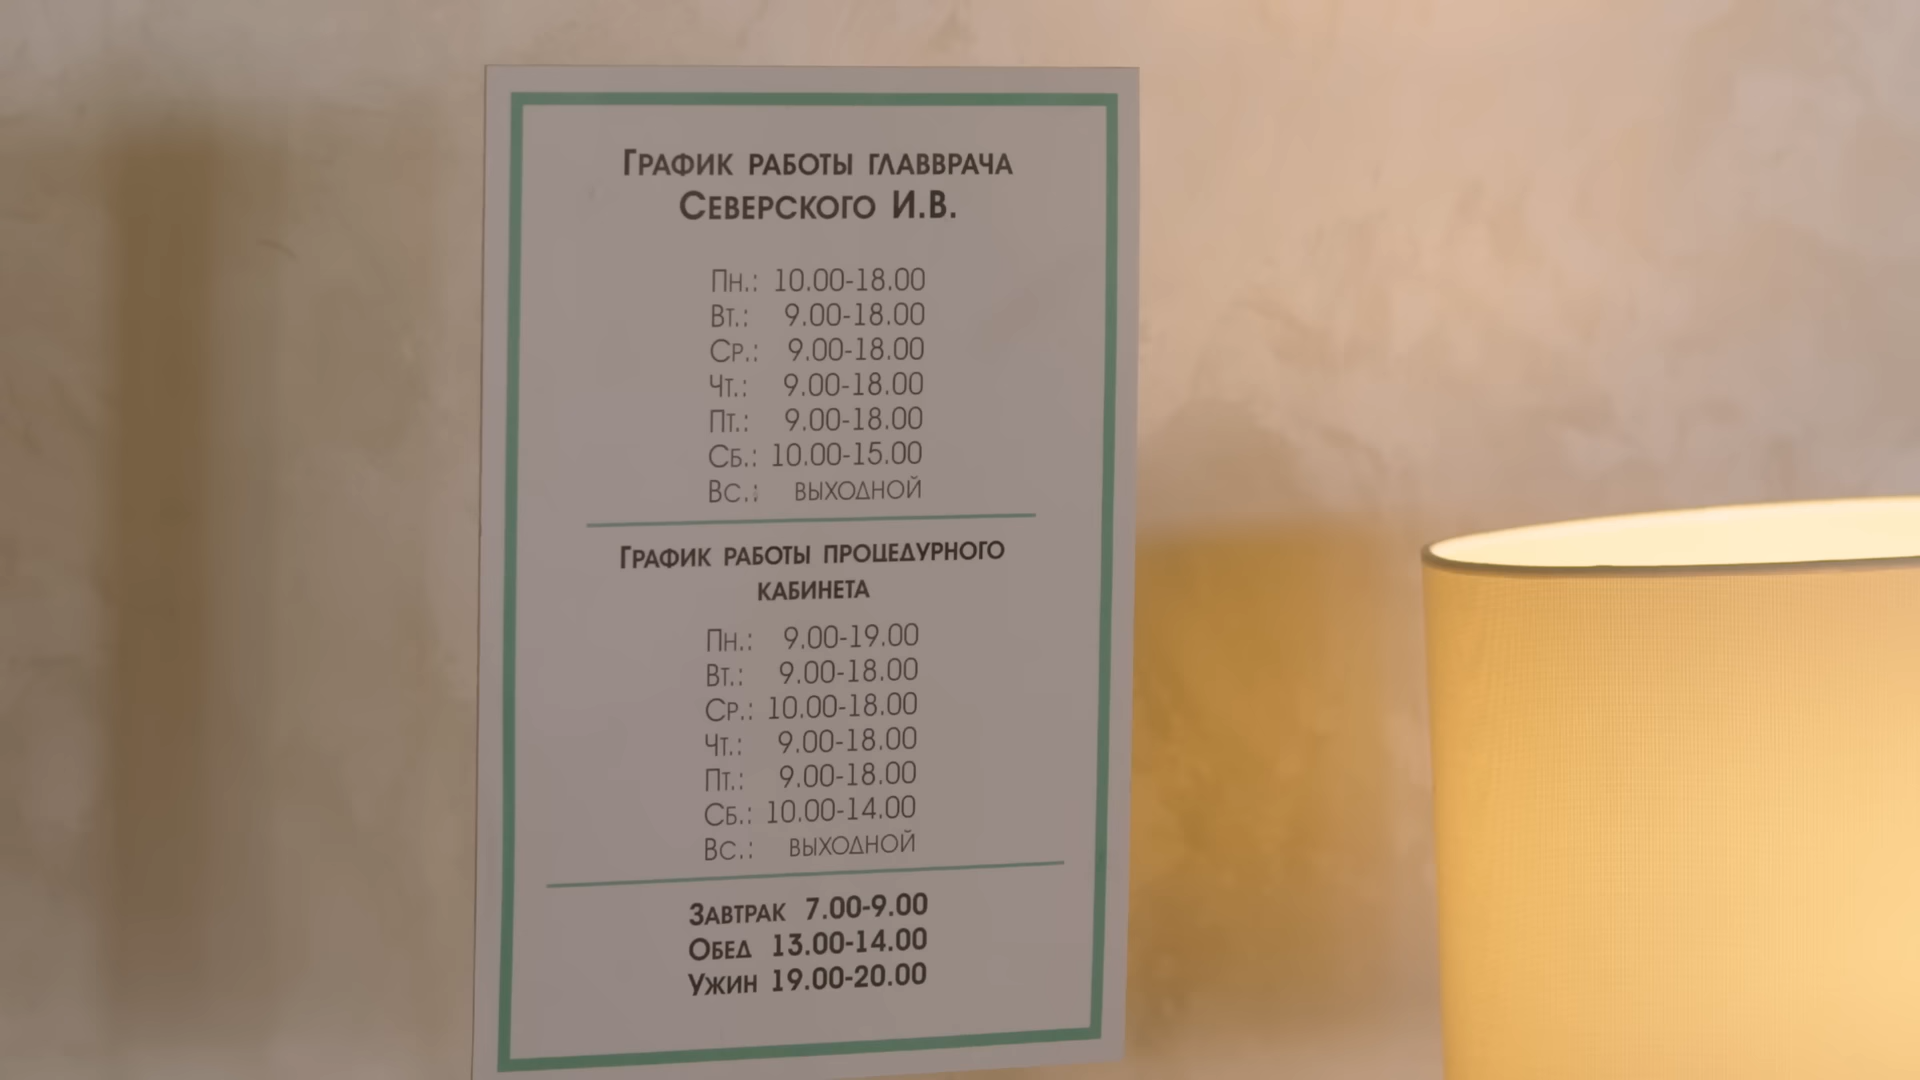 График работы главврача
Северского И.В.
Пн.: 10.00-18.00
Вт.: 9.00-18.00
Ср.: 9.00-18.00
Чт.: 9.00-18.00
Пт.: 9.00-18.00
Сб.: 10.00-15.00
Вс.: выходной
График работы процедурного
кабинета
Пн.: 9.00-19.00
Вт.: 9.00-18.00
Ср.: 10.00-18.00
Чт.: 9.00-18.00
Пт.: 9.00-18.00
Сб.: 10.00-14.00
Вс.: выходной
Завтрак 7.00-9.00
Обед 13.00-14.00
Ужин 19.00-20.00